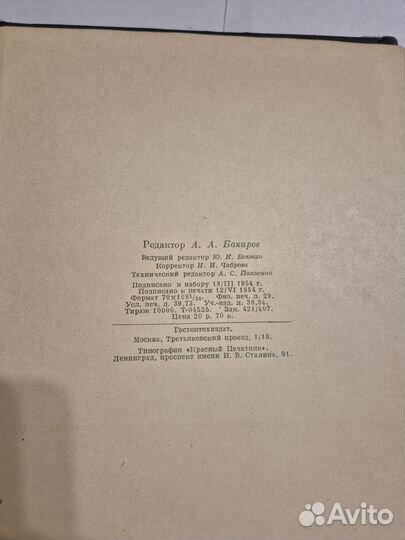 Редактор А. А. Бакиров
Ведущий редактор Ю. К. Бекман
Корректор Н. И. Чаброва
Технический редактор А. С. Полосина
Подписано к набору 18/III 1954 г.
Подписано к печати 12/VI 1954 г.
Формат 70×108¹/₁₆. Физ. печ. л. 29.
Усл. печ. л. 39,73. Уч.-изд. л. 38,34.
Тираж 10000. Т-04525. Зак. 421/407.
Цена 20 р. 70 к.
Гостоптехиздат.
Москва, Третьяковский проезд, 1/19.
Типография «Красный Печатник»,
Ленинград, проспект имени И. В. Сталина, 91.
Avito